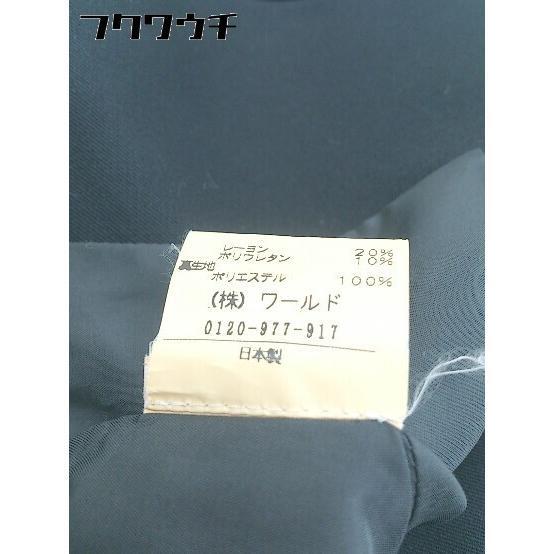 フクワウチ
レーヨン 20%
ポリウレタン 10%
裏生地
ポリエステル 100%
(株) ワールド
0120-977-917
日本製